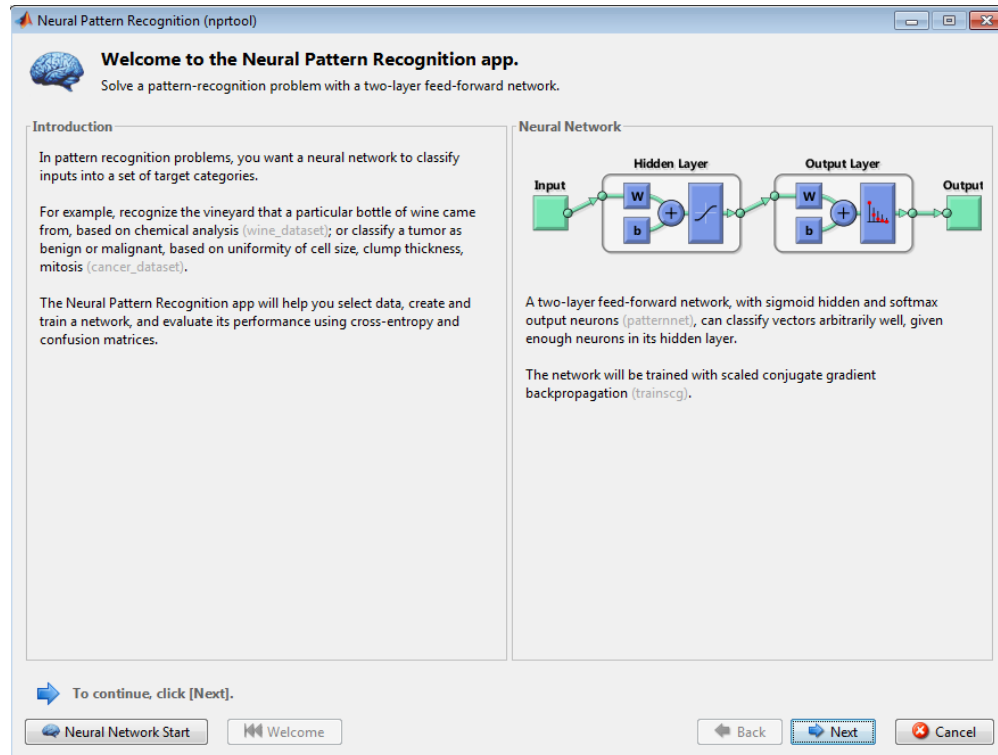 Neural Pattern Recognition (nprtool)
Welcome to the Neural Pattern Recognition app.
Solve a pattern-recognition problem with a two-layer feed-forward network.
Introduction
In pattern recognition problems, you want a neural network to classify
inputs into a set of target categories.
For example, recognize the vineyard that a particular bottle of wine came
from, based on chemical analysis (wine_dataset); or classify a tumor as
benign or malignant, based on uniformity of cell size, clump thickness,
mitosis (cancer_dataset).
The Neural Pattern Recognition app will help you select data, create and
train a network, and evaluate its performance using cross-entropy and
confusion matrices.
Neural Network
Hidden Layer Output Layer
Input Output
W W
b b
A two-layer feed-forward network, with sigmoid hidden and softmax
output neurons (patternnet), can classify vectors arbitrarily well, given
enough neurons in its hidden layer.
The network will be trained with scaled conjugate gradient
backpropagation (trainscg).
To continue, click [Next].
Neural Network Start Welcome Back Next Cancel